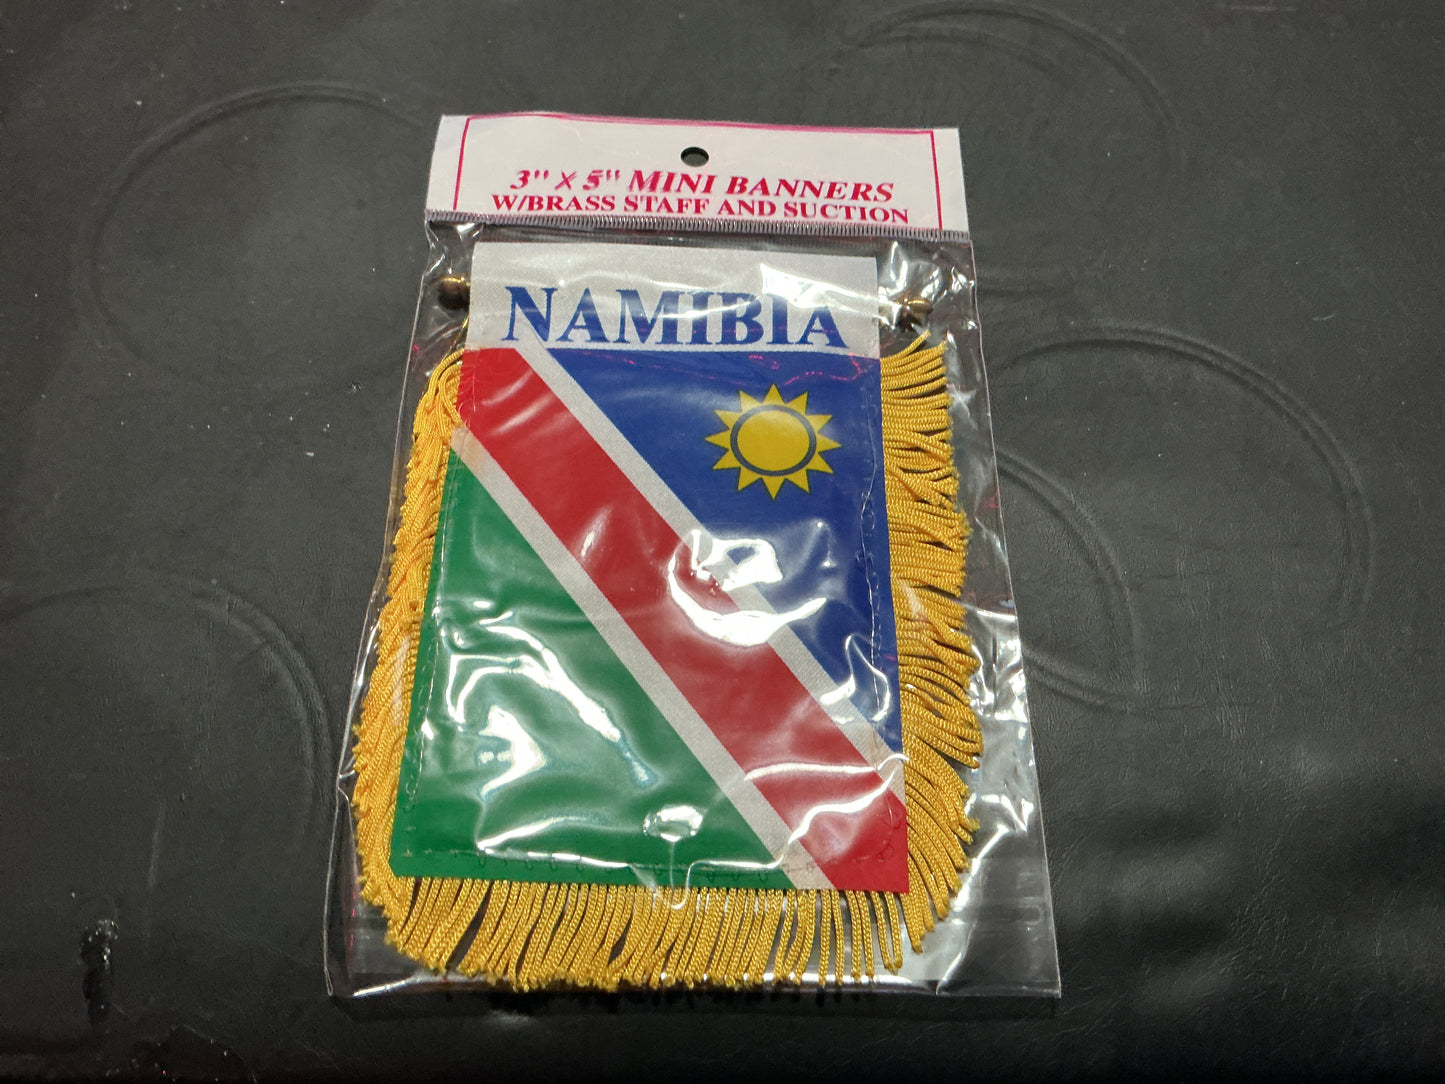 3" X 5" MINI BANNERS
W/BRASS STAFF AND SUCTION
NAMIBIA